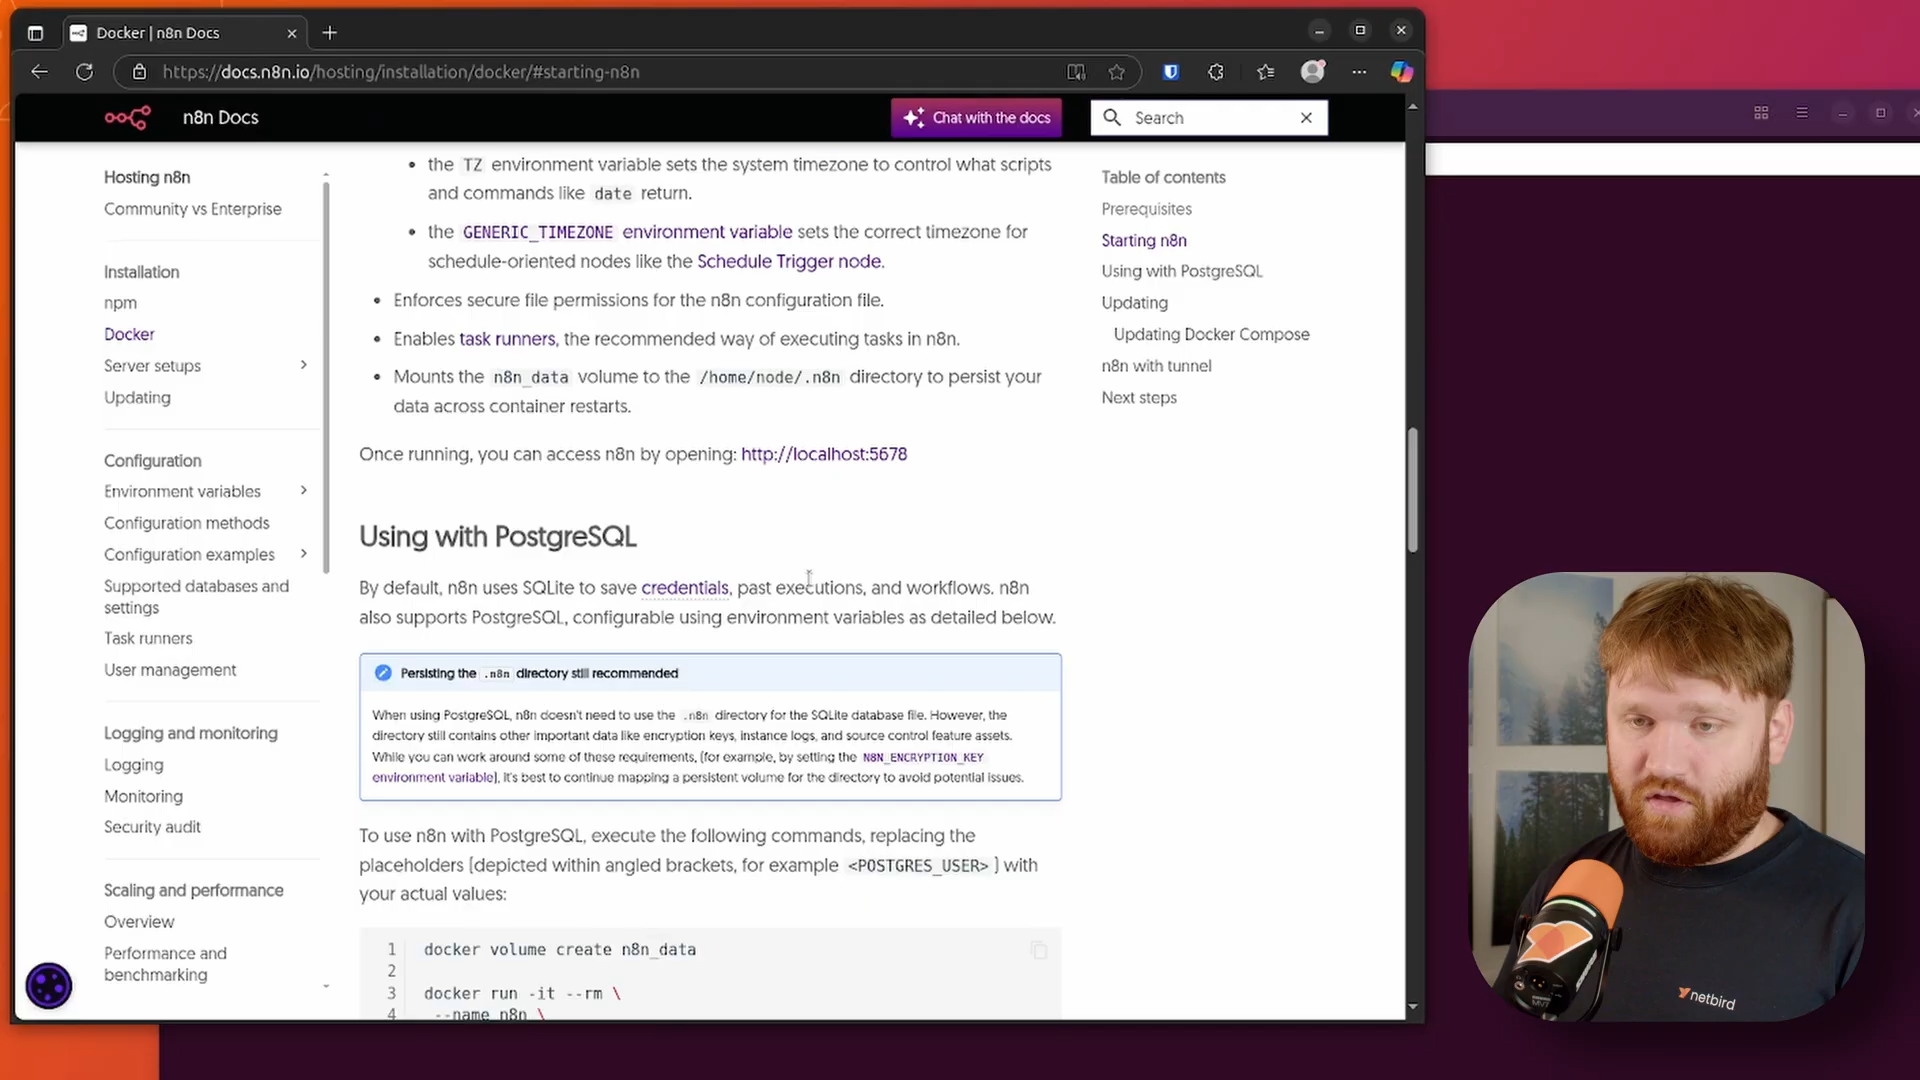 Docker | n8n Docs
https://docs.n8n.io/hosting/installation/docker/#starting-n8n
n8n Docs
Chat with the docs
Search
Hosting n8n
Community vs Enterprise
Installation
npm
Docker
Server setups
Updating
Configuration
Environment variables
Configuration methods
Configuration examples
Supported databases and
settings
Task runners
User management
Logging and monitoring
Logging
Monitoring
Security audit
Scaling and performance
Overview
Performance and
benchmarking
the TZ environment variable sets the system timezone to control what scripts
and commands like date return.
the GENERIC_TIMEZONE environment variable sets the correct timezone for
schedule-oriented nodes like the Schedule Trigger node.
Enforces secure file permissions for the n8n configuration file.
Enables task runners, the recommended way of executing tasks in n8n.
Mounts the n8n_data volume to the /home/node/.n8n directory to persist your
data across container restarts.
Once running, you can access n8n by opening: http://localhost:5678
Using with PostgreSQL
By default, n8n uses SQLite to save credentials, past executions, and workflows. n8n
also supports PostgreSQL, configurable using environment variables as detailed below.
Persisting the .n8n directory still recommended
When using PostgreSQL, n8n doesn't need to use the .n8n directory for the SQLite database file. However, the
directory still contains other important data like encryption keys, instance logs, and source control feature assets.
While you can work around some of these requirements, (for example, by setting the N8N_ENCRYPTION_KEY
environment variable), it's best to continue mapping a persistent volume for the directory to avoid potential issues.
To use n8n with PostgreSQL, execute the following commands, replacing the
placeholders (depicted within angled brackets, for example <POSTGRES_USER> ) with
your actual values:
1 docker volume create n8n_data
2
3 docker run -it --rm \
4 --name n8n \
Table of contents
Prerequisites
Starting n8n
Using with PostgreSQL
Updating
Updating Docker Compose
n8n with tunnel
Next steps
netbird